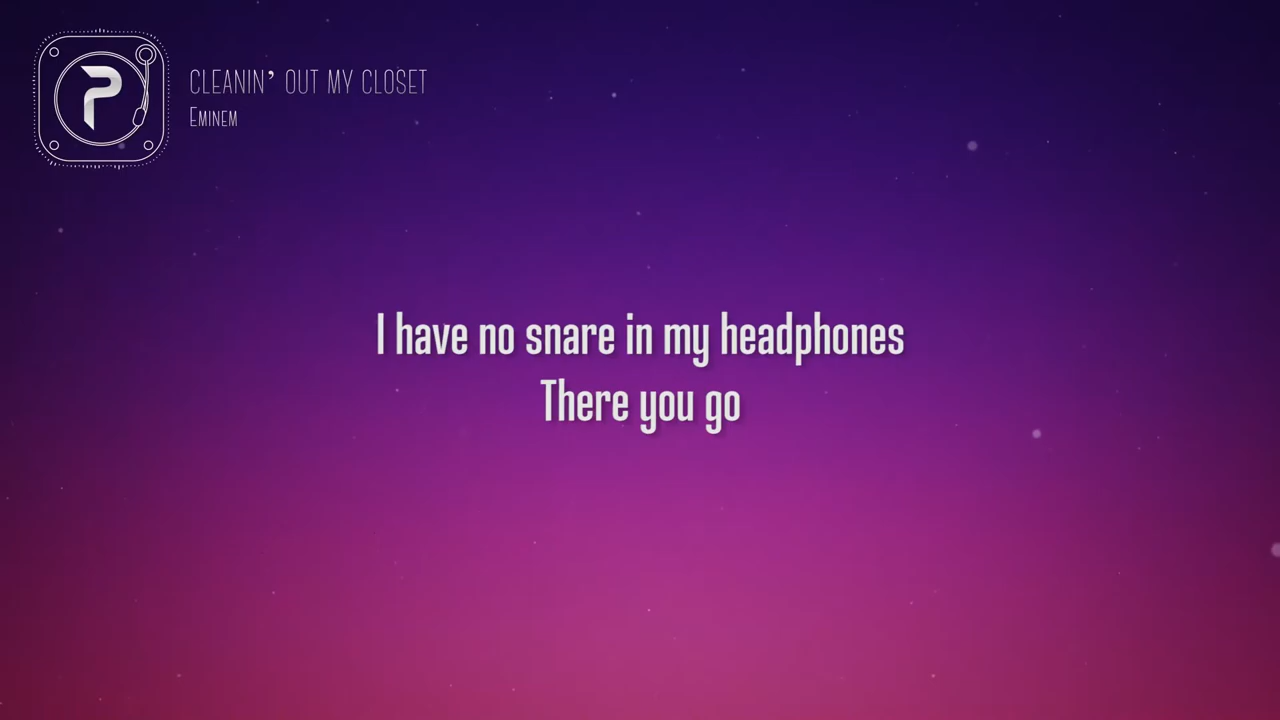 P
CLEANIN’ OUT MY CLOSET
Eminem
I have no snare in my headphones
There you go